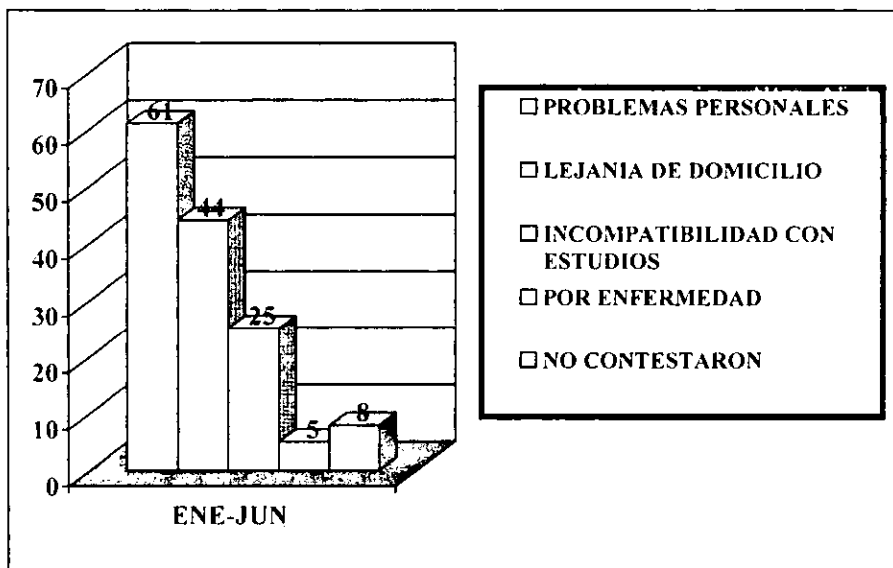 70
60
50
40
30
20
10
0
61
44
25
5
8
ENE-JUN
PROBLEMAS PERSONALES
LEJANIA DE DOMICILIO
INCOMPATIBILIDAD CON
ESTUDIOS
POR ENFERMEDAD
NO CONTESTARON